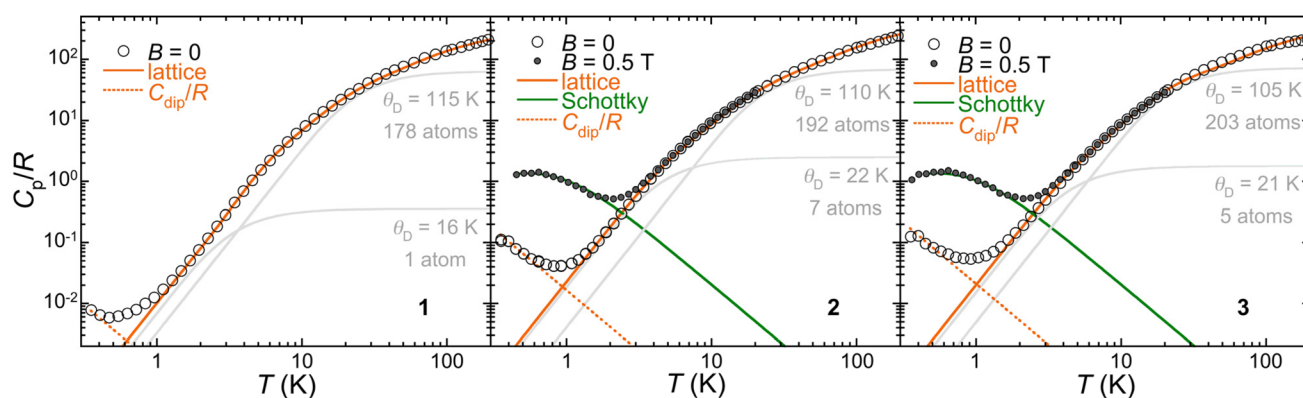 C_p/R
10^2
10^1
10^0
10^-1
10^-2
B = 0
lattice
C_dip/R
θ_D = 115 K
178 atoms
θ_D = 16 K
1 atom
1
1 10 100
T (K)
B = 0
B = 0.5 T
lattice
Schottky
C_dip/R
θ_D = 110 K
192 atoms
θ_D = 22 K
7 atoms
2
1 10 100
T (K)
B = 0
B = 0.5 T
lattice
Schottky
C_dip/R
θ_D = 105 K
203 atoms
θ_D = 21 K
5 atoms
3
1 10 100
T (K)